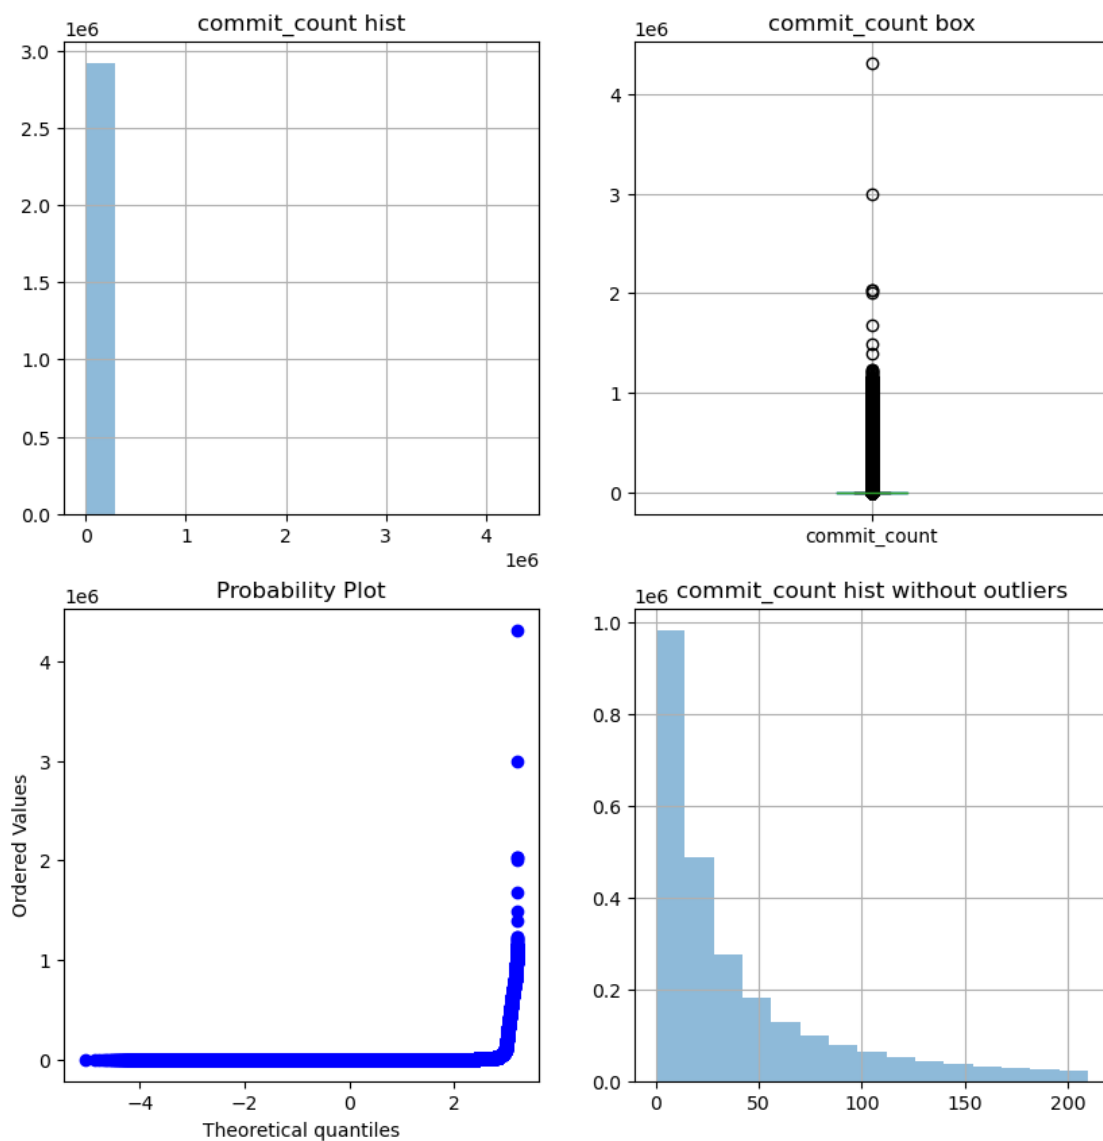 commit_count hist
1e6
3.0
2.5
2.0
1.5
1.0
0.5
0.0
0 1 2 3 4
1e6
commit_count box
1e6
4
3
2
1
0
commit_count
Probability Plot
1e6
4
3
2
1
0
Ordered Values
−4 −2 0 2
Theoretical quantiles
commit_count hist without outliers
1e6
1.0
0.8
0.6
0.4
0.2
0.0
0 50 100 150 200